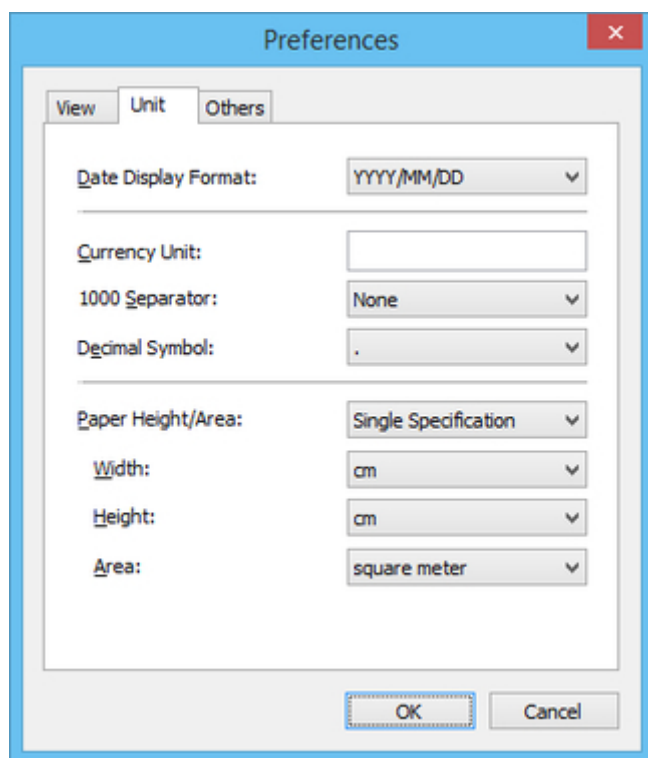 Preferences
View Unit Others
Date Display Format: YYYY/MM/DD
Currency Unit:
1000 Separator: None
Decimal Symbol: .
Paper Height/Area: Single Specification
Width: cm
Height: cm
Area: square meter
OK Cancel